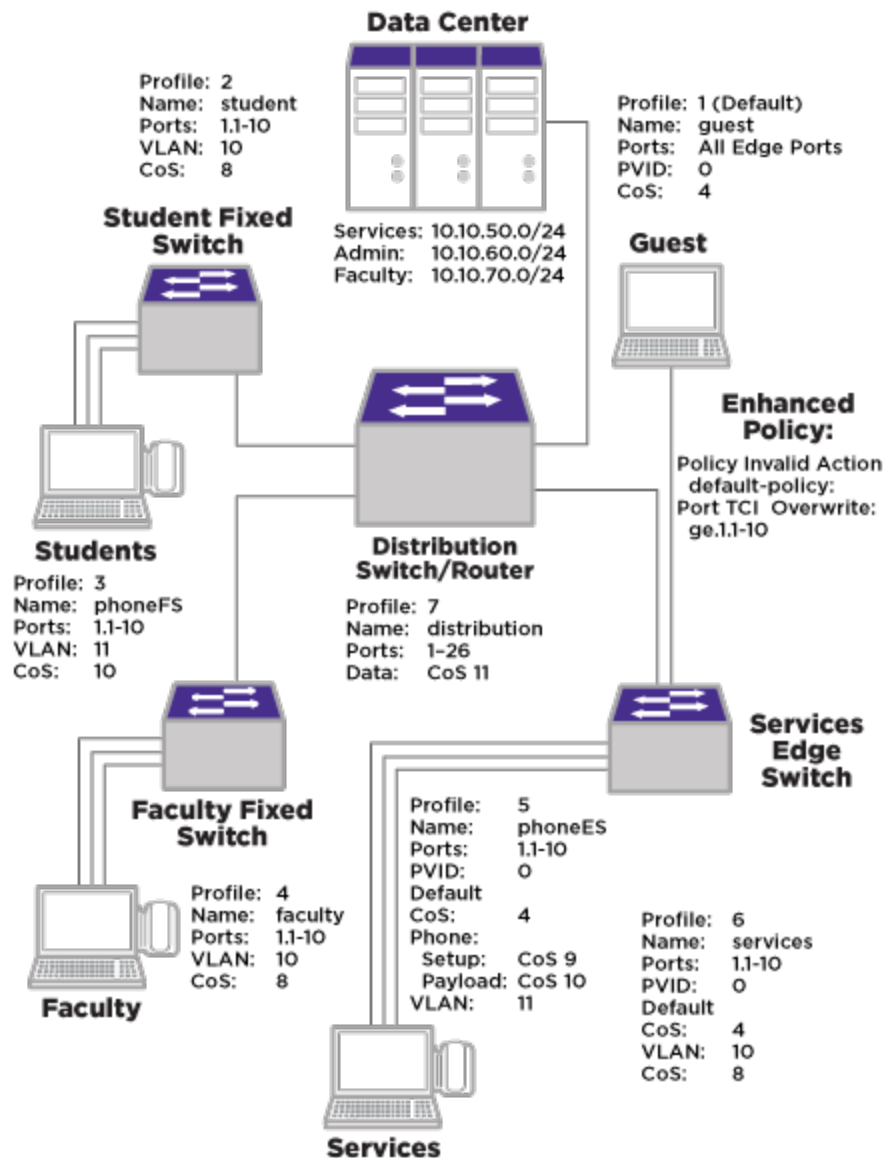 Data Center
Profile: 2
Name: student
Ports: 1.1-10
VLAN: 10
CoS: 8
Profile: 1 (Default)
Name: guest
Ports: All Edge Ports
PVID: 0
CoS: 4
Student Fixed
Switch
Services: 10.10.50.0/24
Admin: 10.10.60.0/24
Faculty: 10.10.70.0/24
Guest
Enhanced
Policy:
Policy Invalid Action
default-policy:
Port TCI Overwrite:
ge.1.1-10
Students
Profile: 3
Name: phoneFS
Ports: 1.1-10
VLAN: 11
CoS: 10
Distribution
Switch/Router
Profile: 7
Name: distribution
Ports: 1-26
Data: CoS 11
Faculty Fixed
Switch
Services
Edge
Switch
Profile: 4
Name: faculty
Ports: 1.1-10
VLAN: 10
CoS: 8
Faculty
Profile: 5
Name: phoneES
Ports: 1.1-10
PVID: 0
Default
CoS: 4
Phone:
Setup: CoS 9
Payload: CoS 10
VLAN: 11
Profile: 6
Name: services
Ports: 1.1-10
PVID: 0
Default
CoS: 4
VLAN: 10
CoS: 8
Services